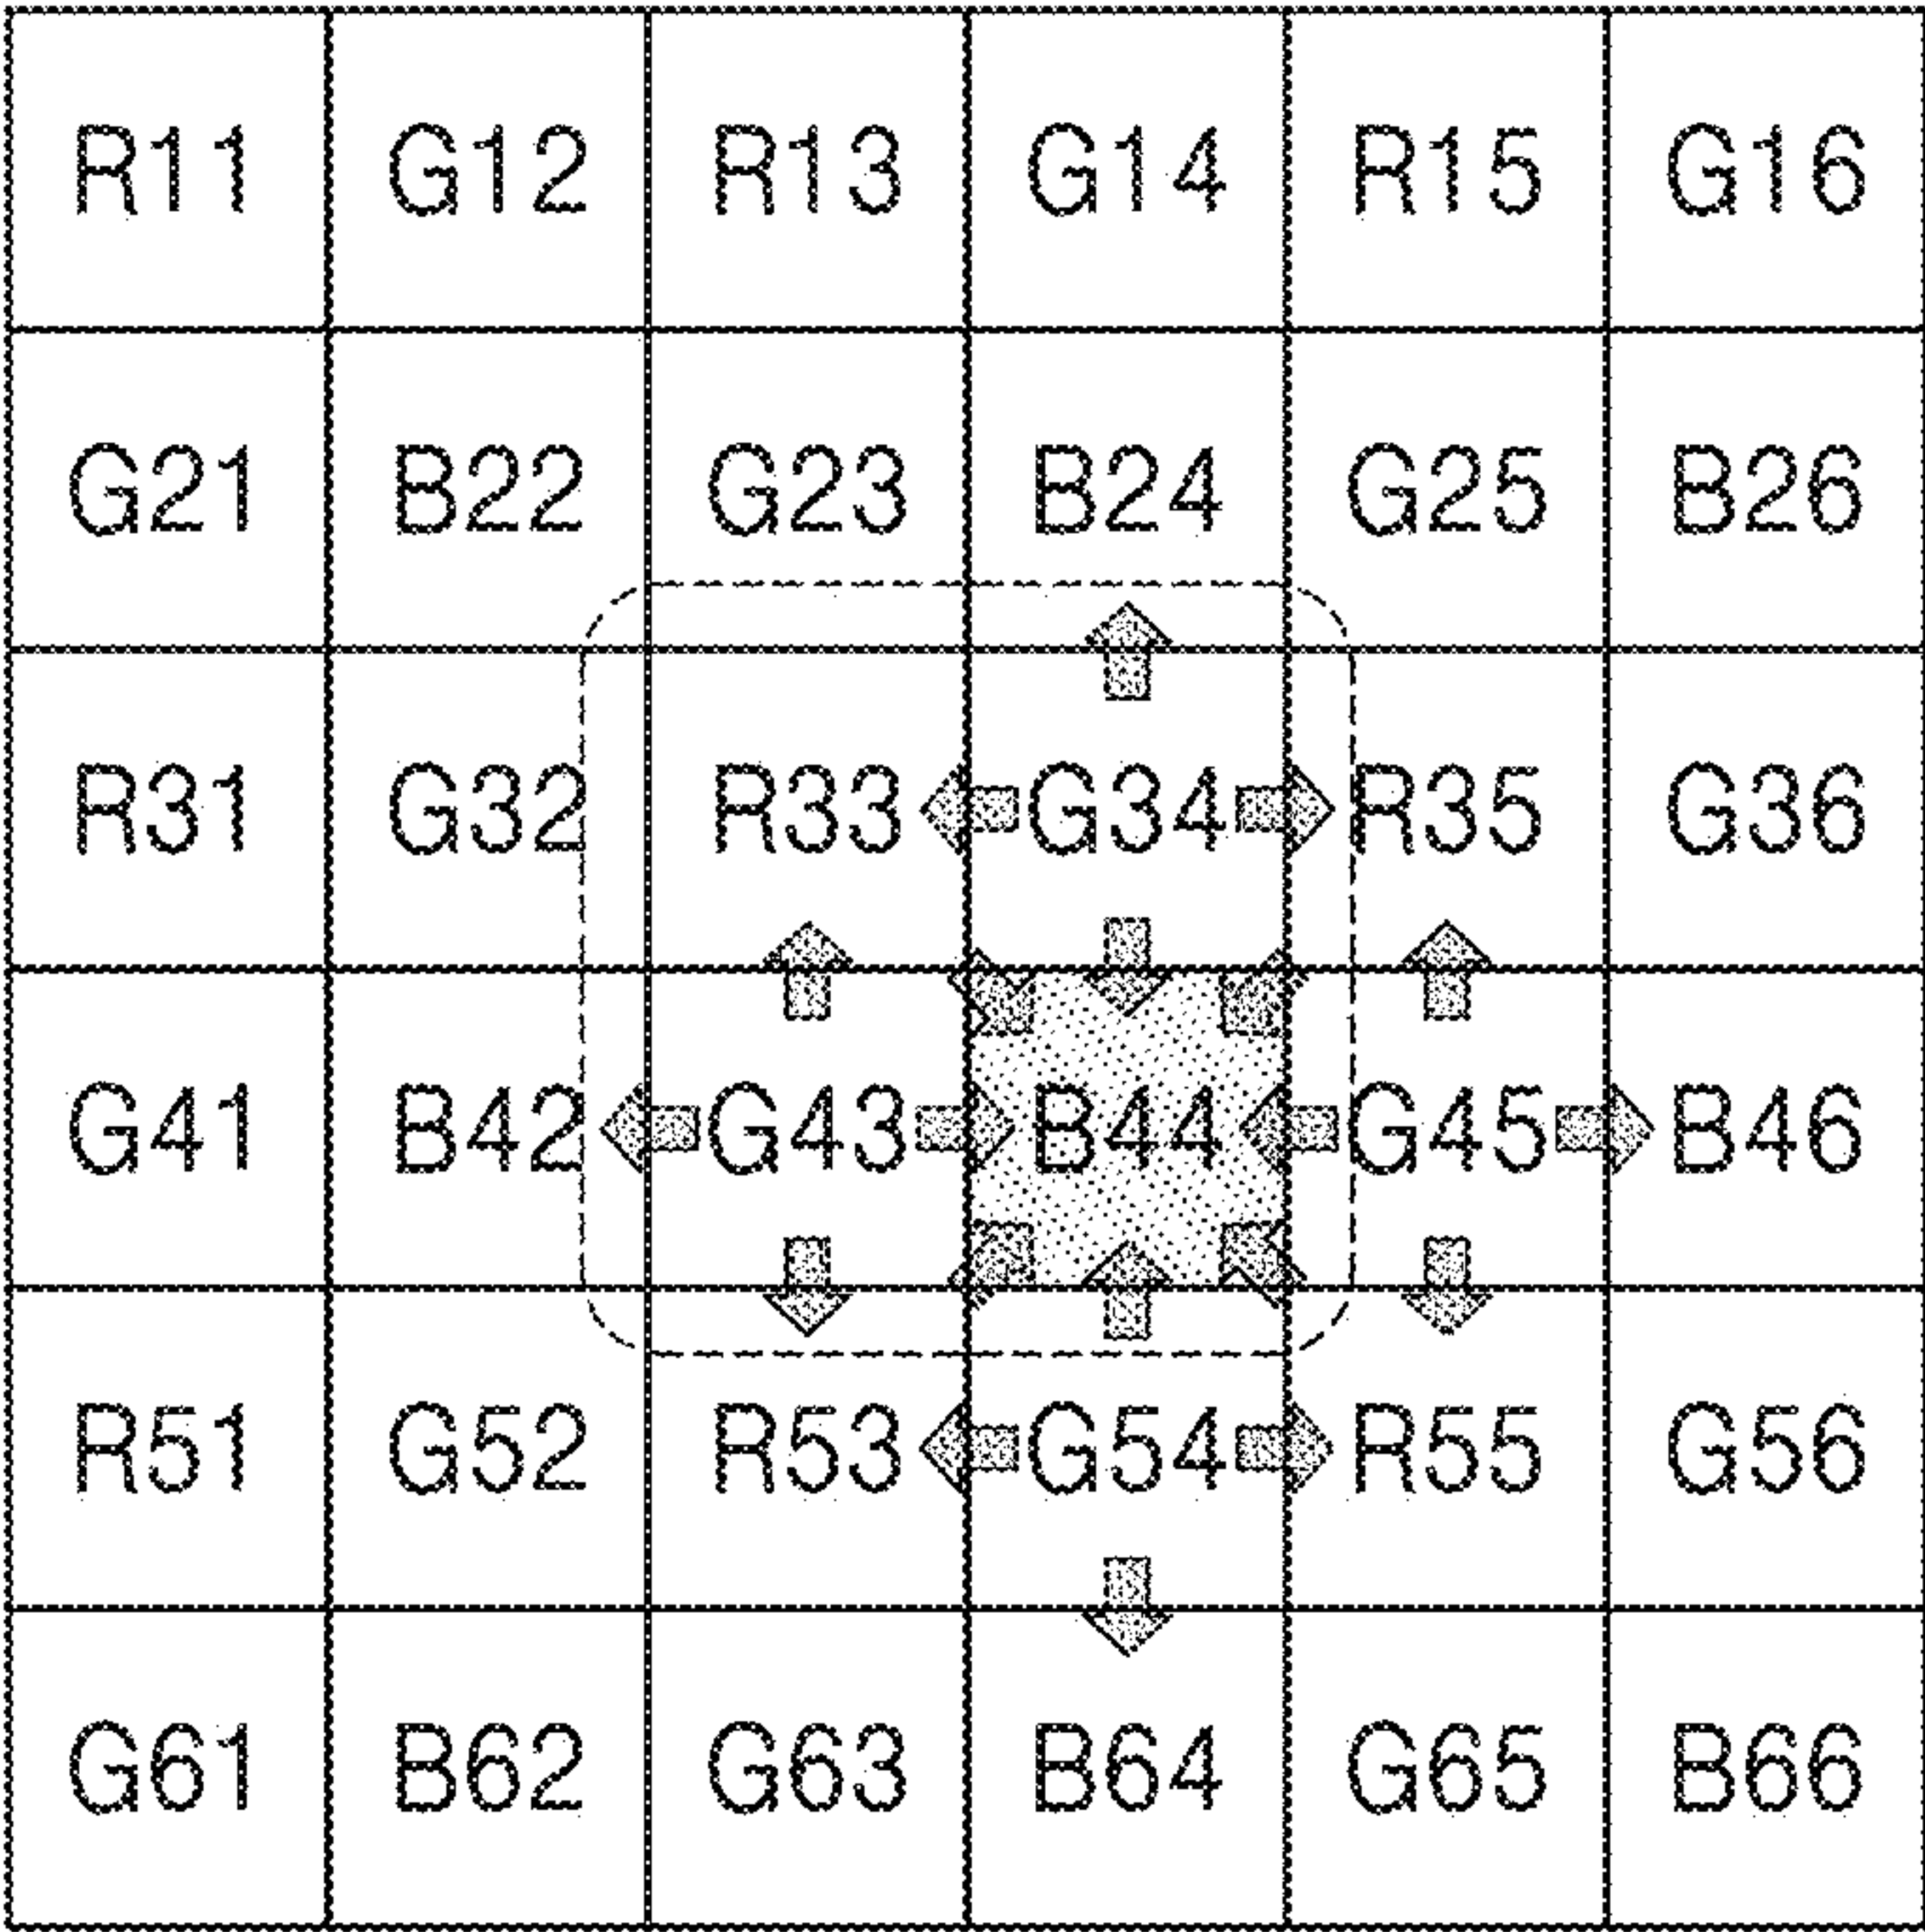 R11 G12 R13 G14 R15 G16
G21 B22 G23 B24 G25 B26
R31 G32 R33 G34 R35 G36
G41 B42 G43 B44 G45 B46
R51 G52 R53 G54 R55 G56
G61 B62 G63 B64 G65 B66